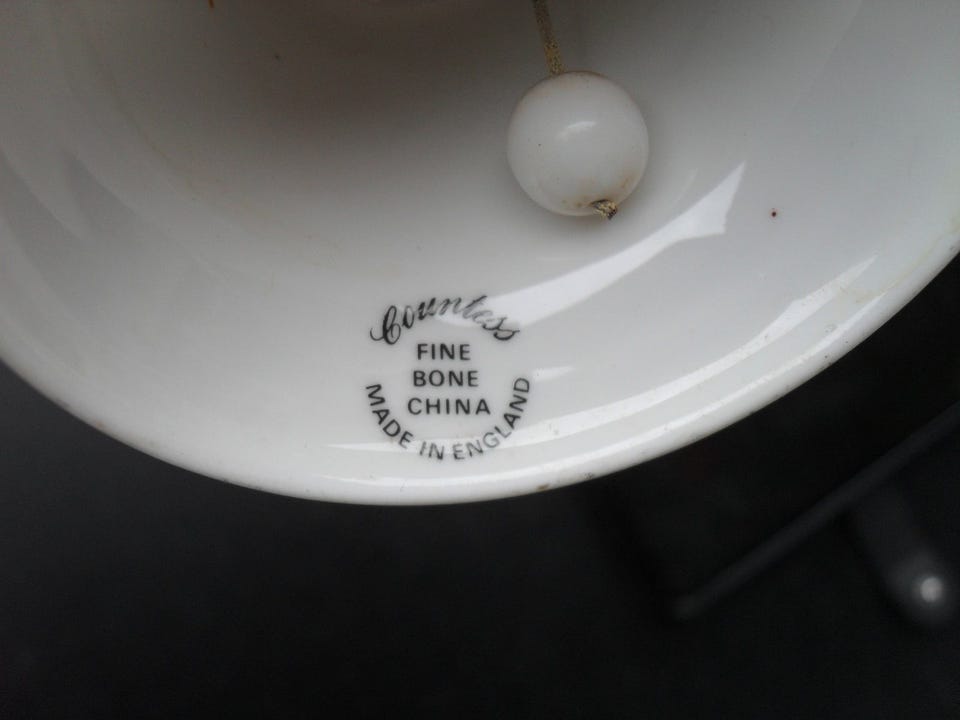 Countess
FINE
BONE
CHINA
MADE IN ENGLAND